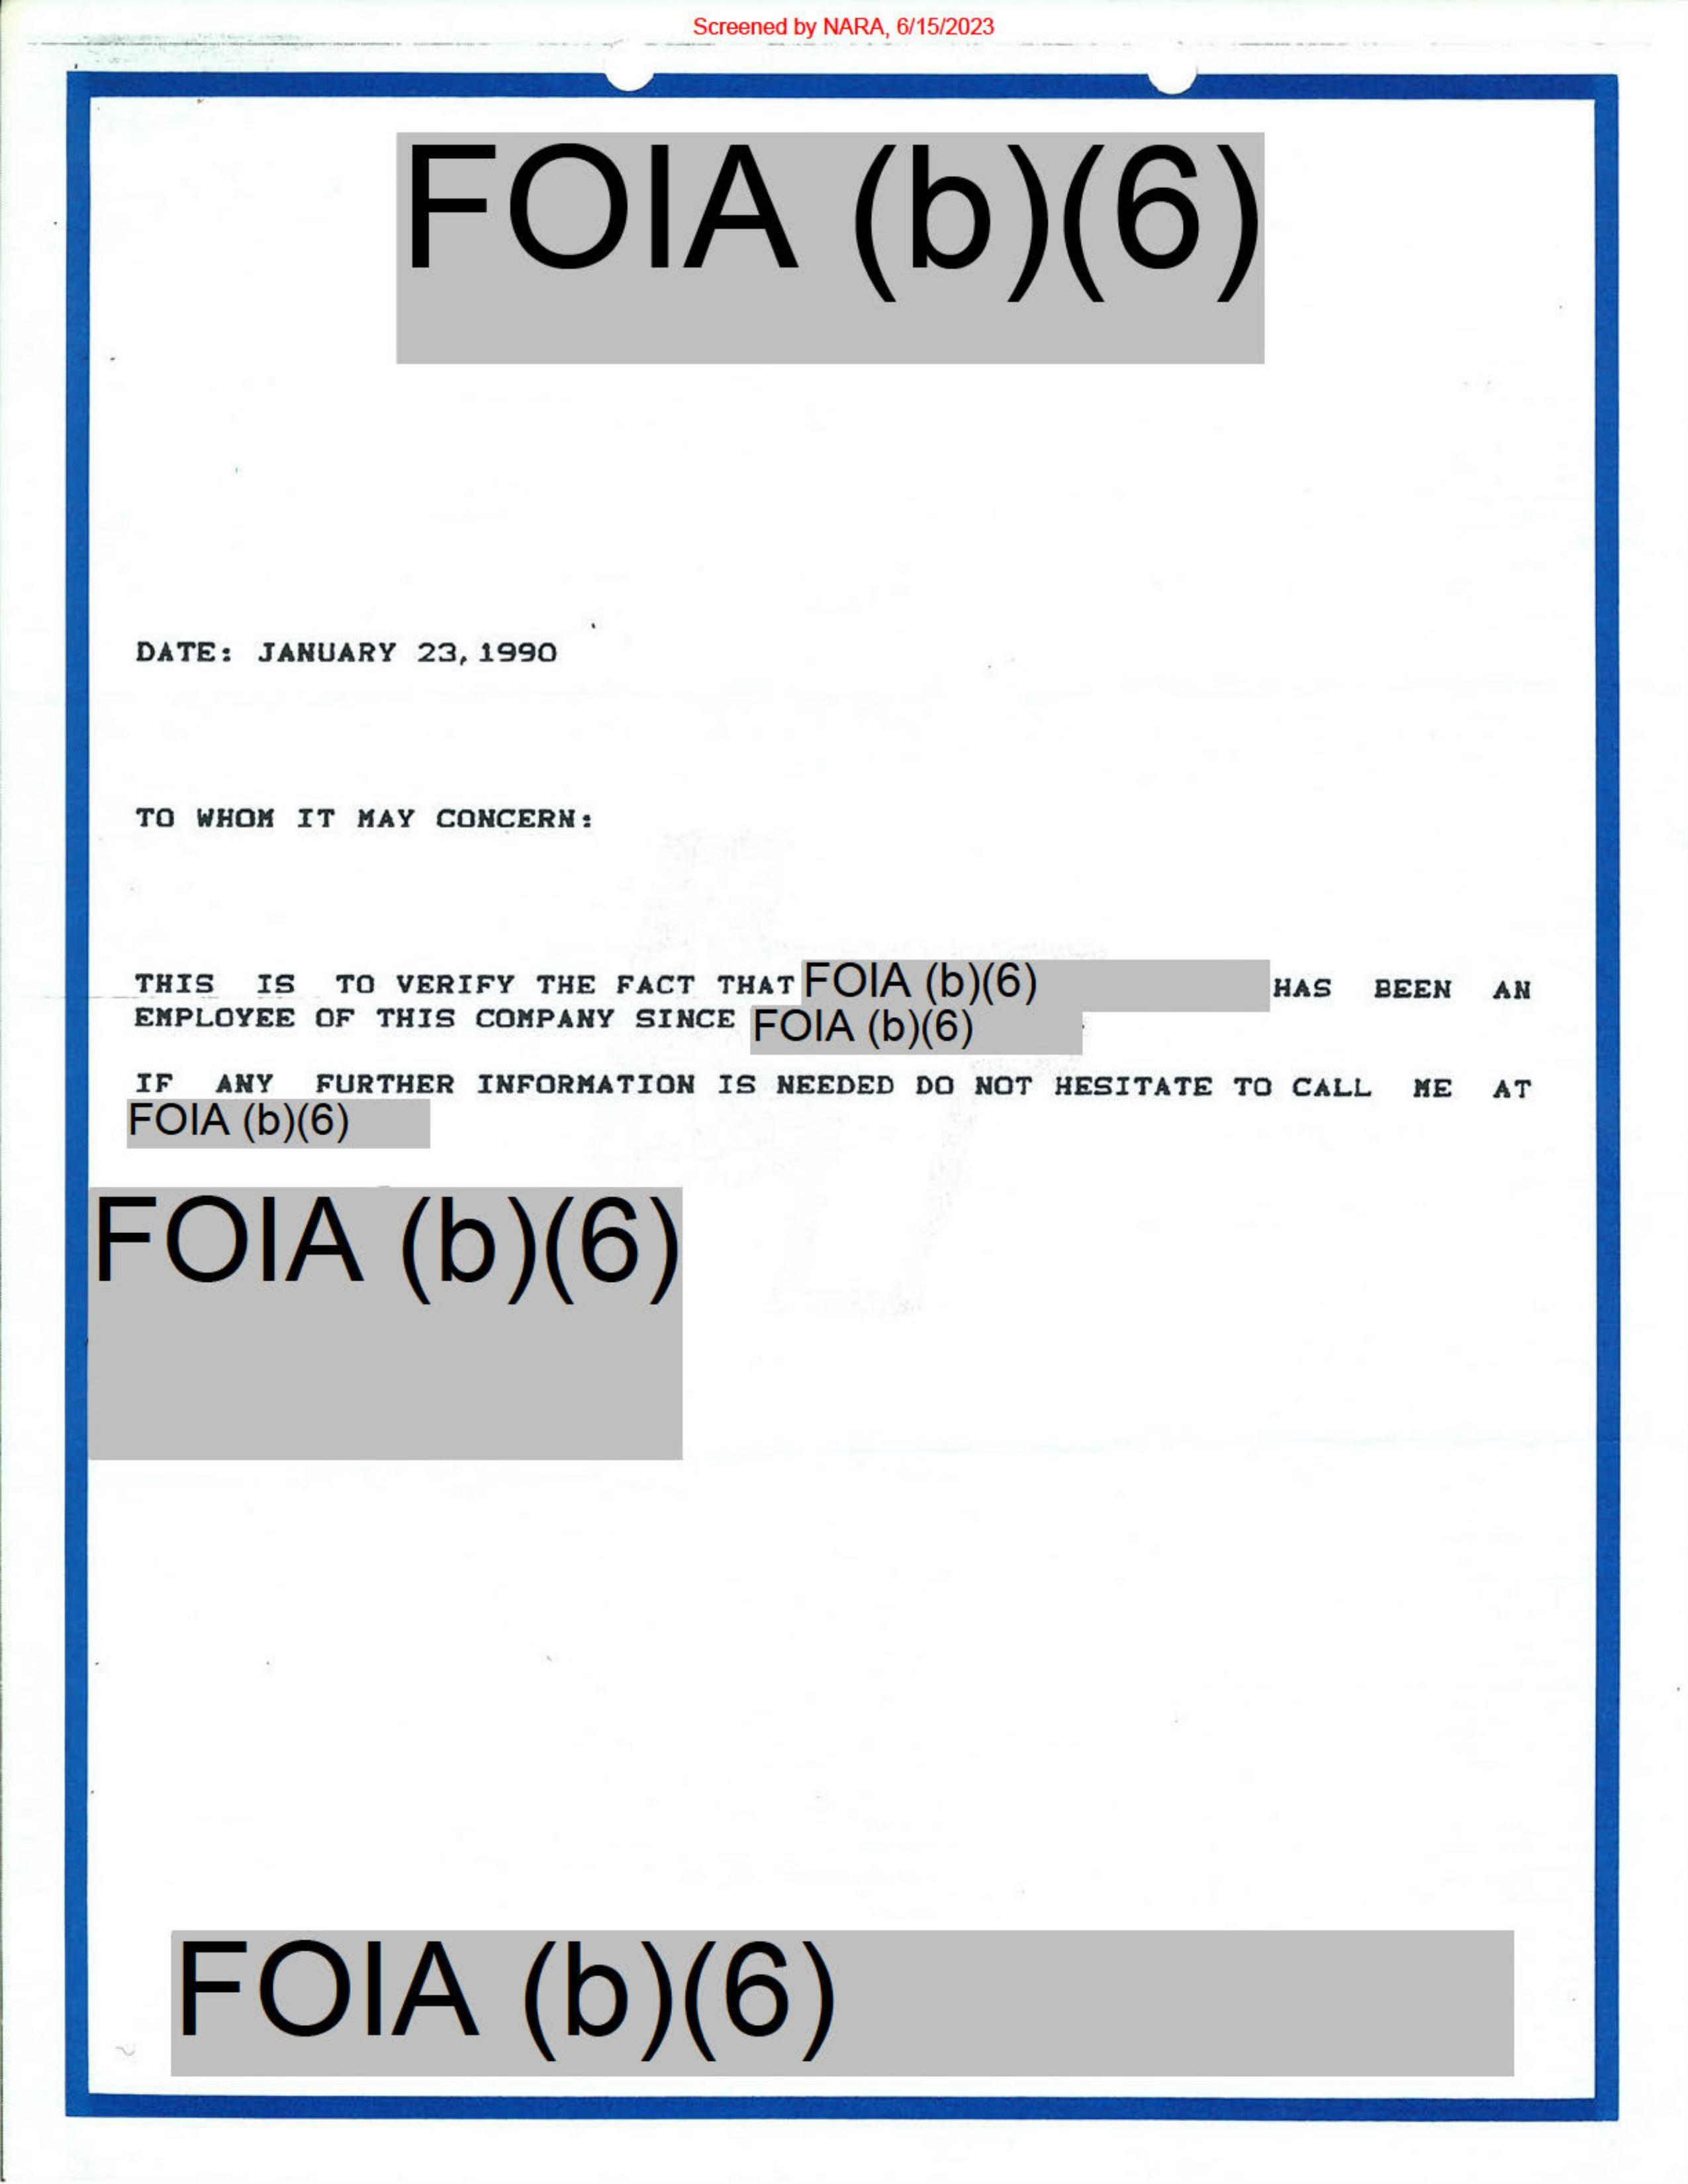 Screened by NARA, 6/15/2023
FOIA (b)(6)
DATE: JANUARY 23,1990
TO WHOM IT MAY CONCERN:
THIS IS TO VERIFY THE FACT THAT FOIA (b)(6) HAS BEEN AN
EMPLOYEE OF THIS COMPANY SINCE FOIA (b)(6)
IF ANY FURTHER INFORMATION IS NEEDED DO NOT HESITATE TO CALL ME AT
FOIA (b)(6)
FOIA (b)(6)
FOIA (b)(6)